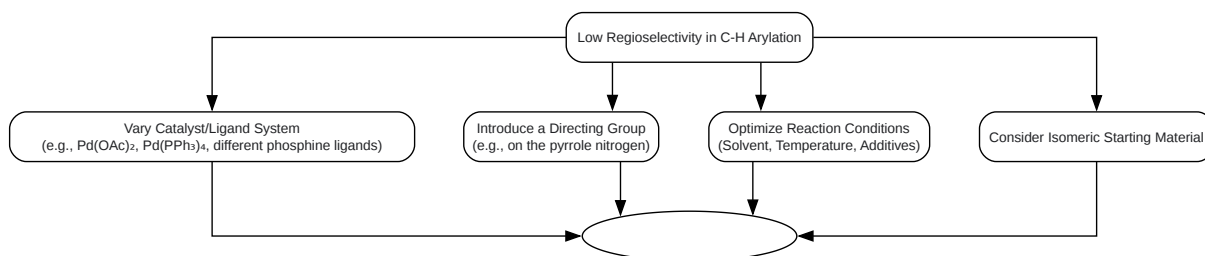 Low Regioselectivity in C-H Arylation
Vary Catalyst/Ligand System
(e.g., Pd(OAc)₂, Pd(PPh₃)₄, different phosphine ligands)
Introduce a Directing Group
(e.g., on the pyrrole nitrogen)
Optimize Reaction Conditions
(Solvent, Temperature, Additives)
Consider Isomeric Starting Material